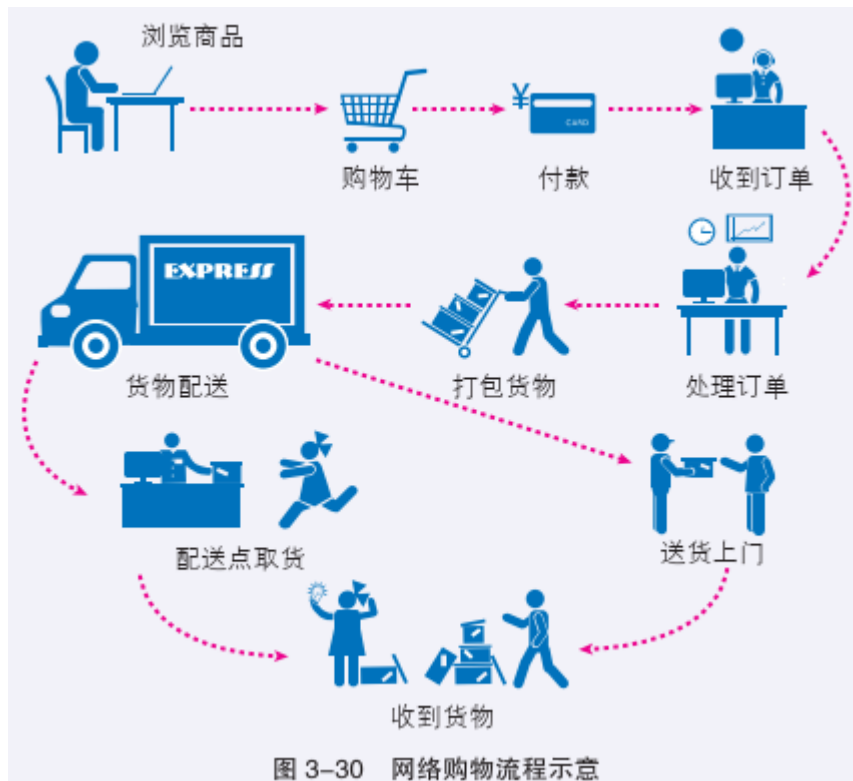 浏览商品
¥
CARD
购物车
付款
收到订单
EXPRESS
货物配送
打包货物
处理订单
配送点取货
送货上门
收到货物
图 3-30 网络购物流程示意